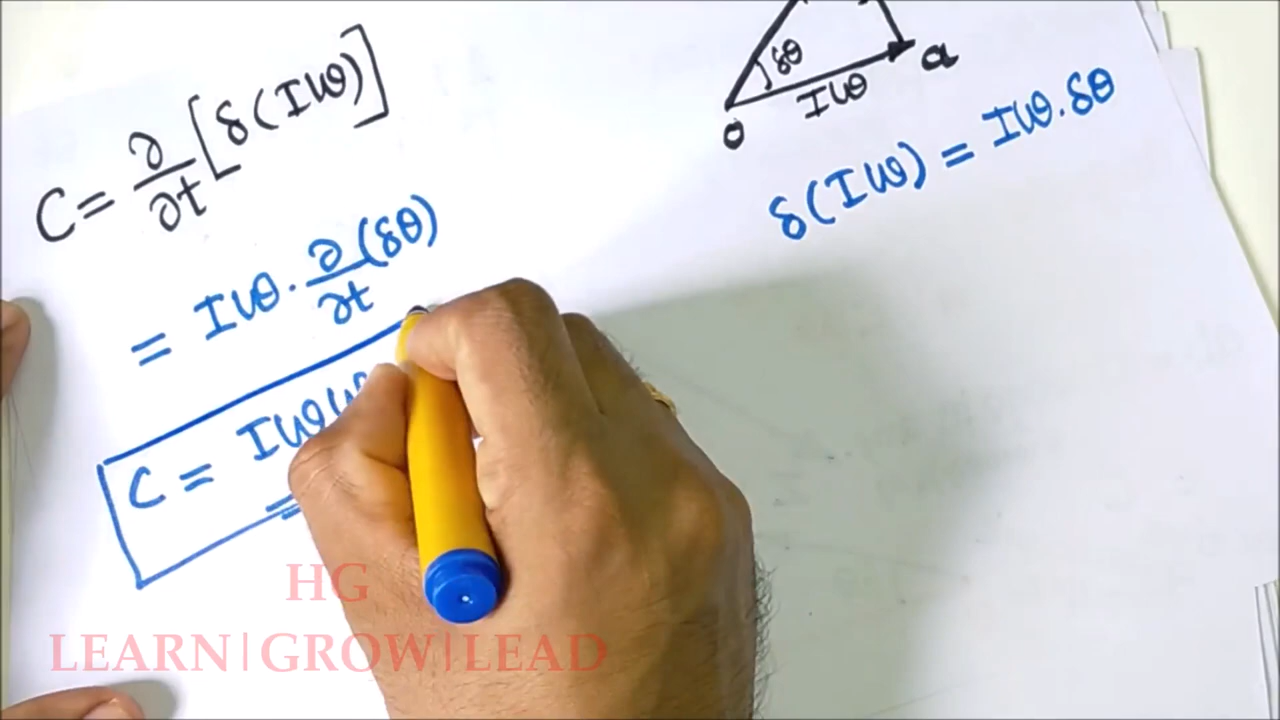 C = ∂/∂t [δ(Iω)]
= Iω · ∂/∂t (δθ)
C = Iω
=
δθ
Iω
o
a
δ(Iω) = Iω · δθ
HG
LEARN|GROW|LEAD